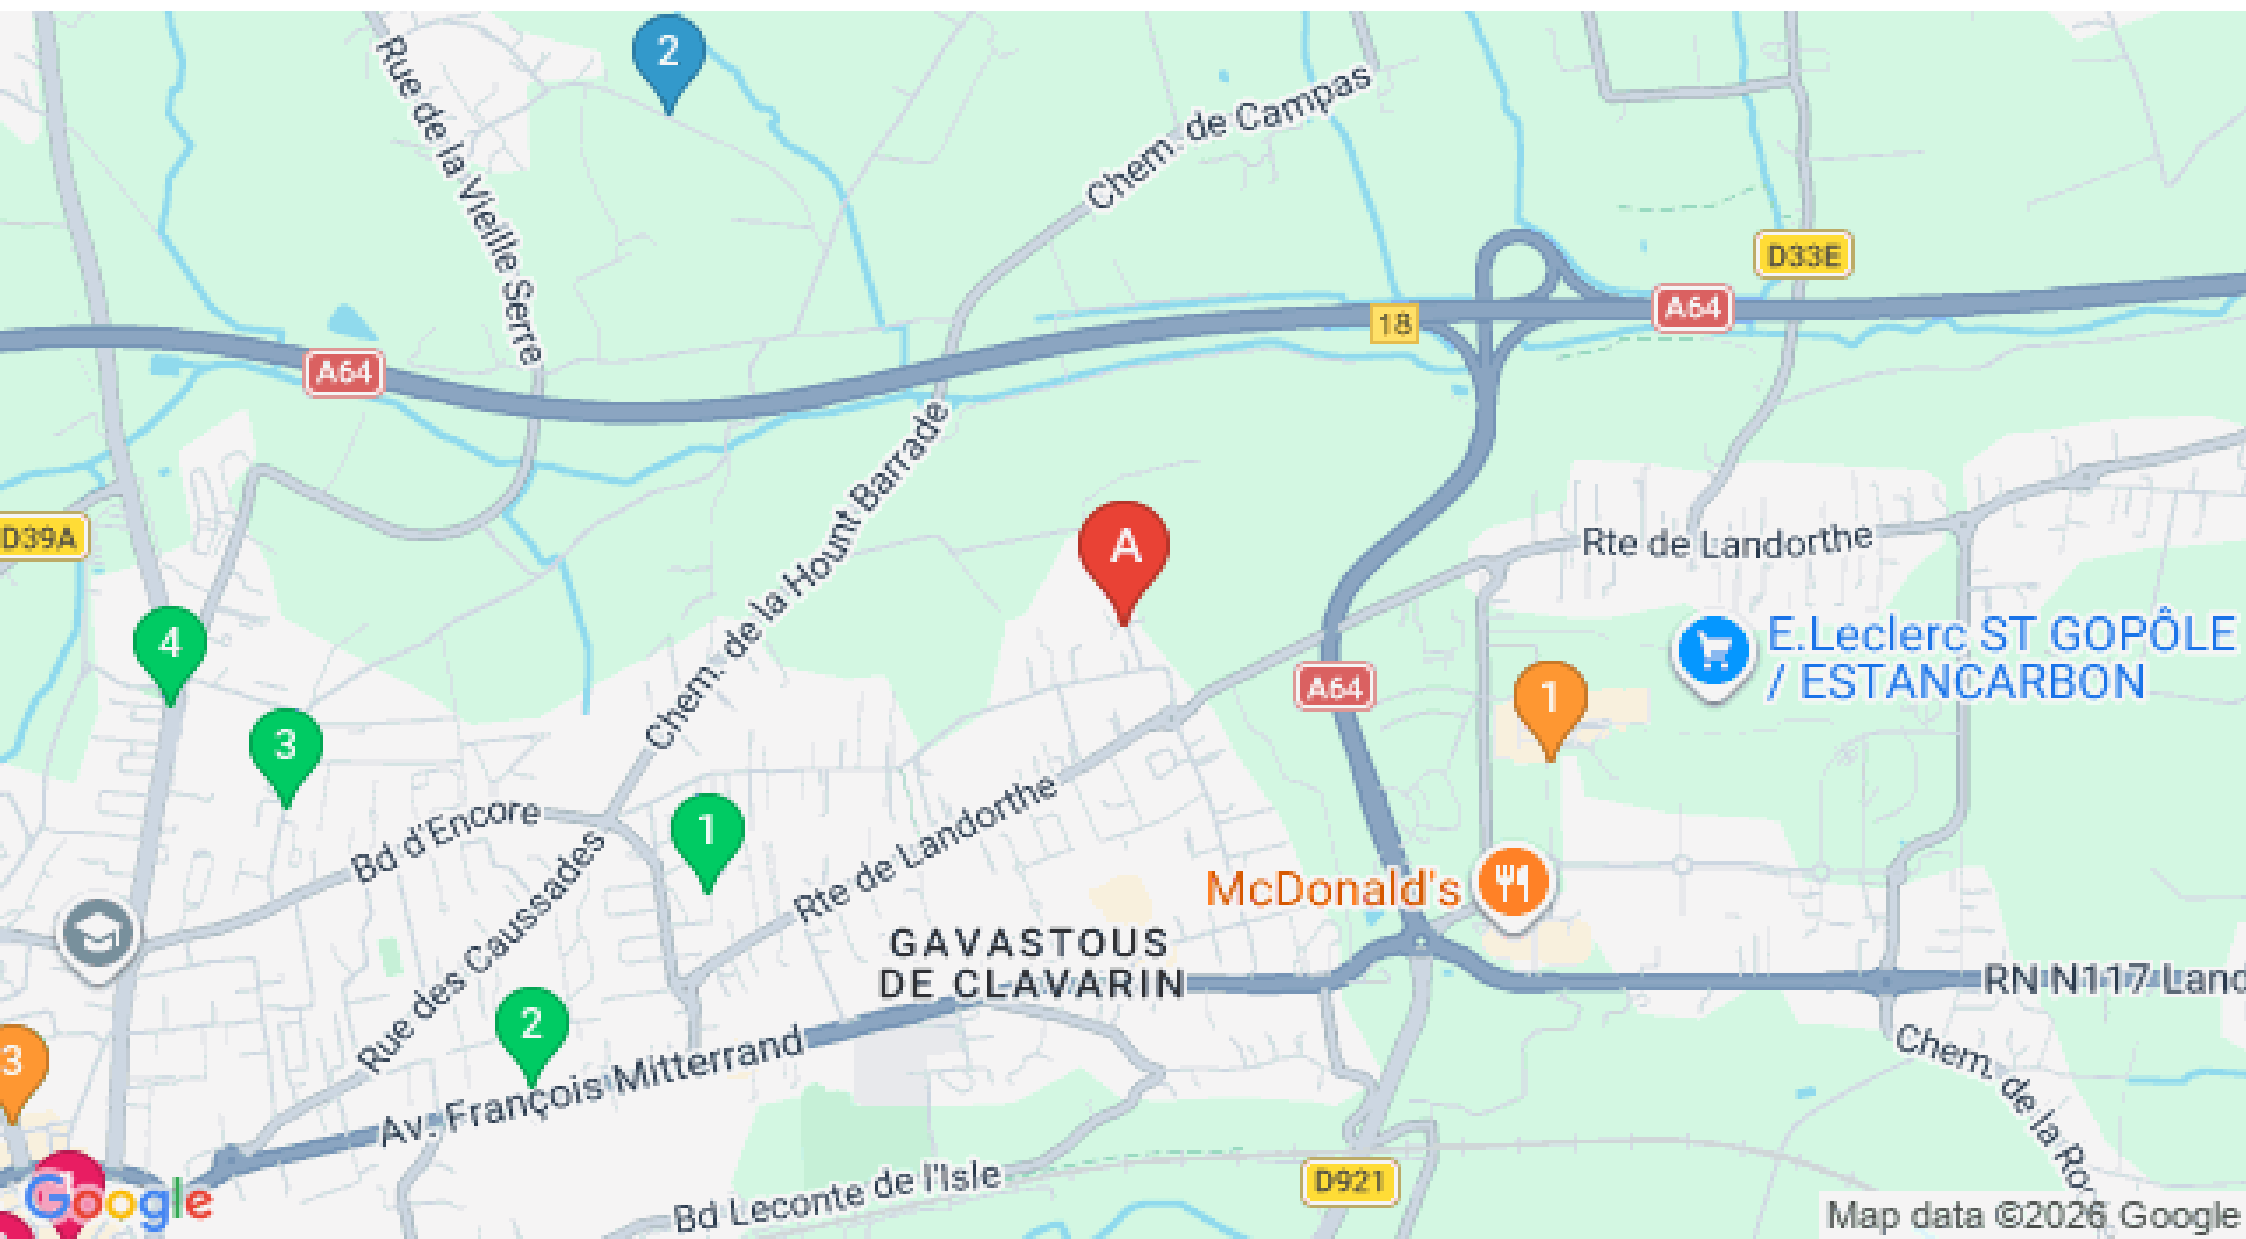 2
Rue de la Vieille Serre
Chem. de Campas
D33E
A64
18
A64
Chem. de la Hount Barrade
D39A
A
Rte de Landorthe
4
E.Leclerc ST GOPÔLE
/ ESTANCARBON
A64
1
3
Bd d'Encore
1
Rte de Landorthe
McDonald's
Rue des Caussades
GAVASTOUS
DE CLAVARIN
RN N117 Land
2
3
Av. François Mitterrand
Chem. de la Ro
Bd Leconte de l'Isle
D921
Google
Map data ©2026 Google